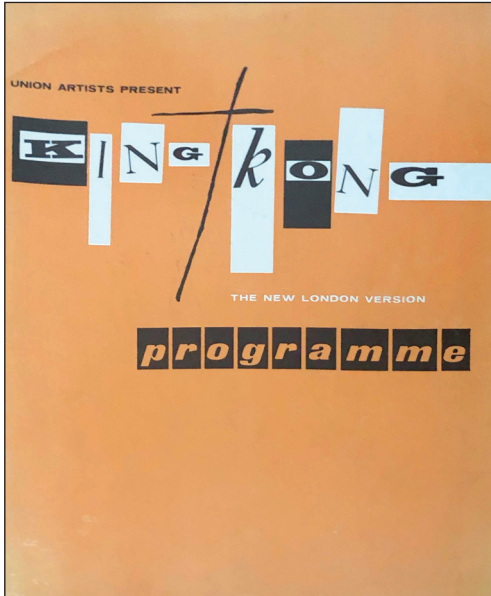 UNION ARTISTS PRESENT
KING kONG
THE NEW LONDON VERSION
programme